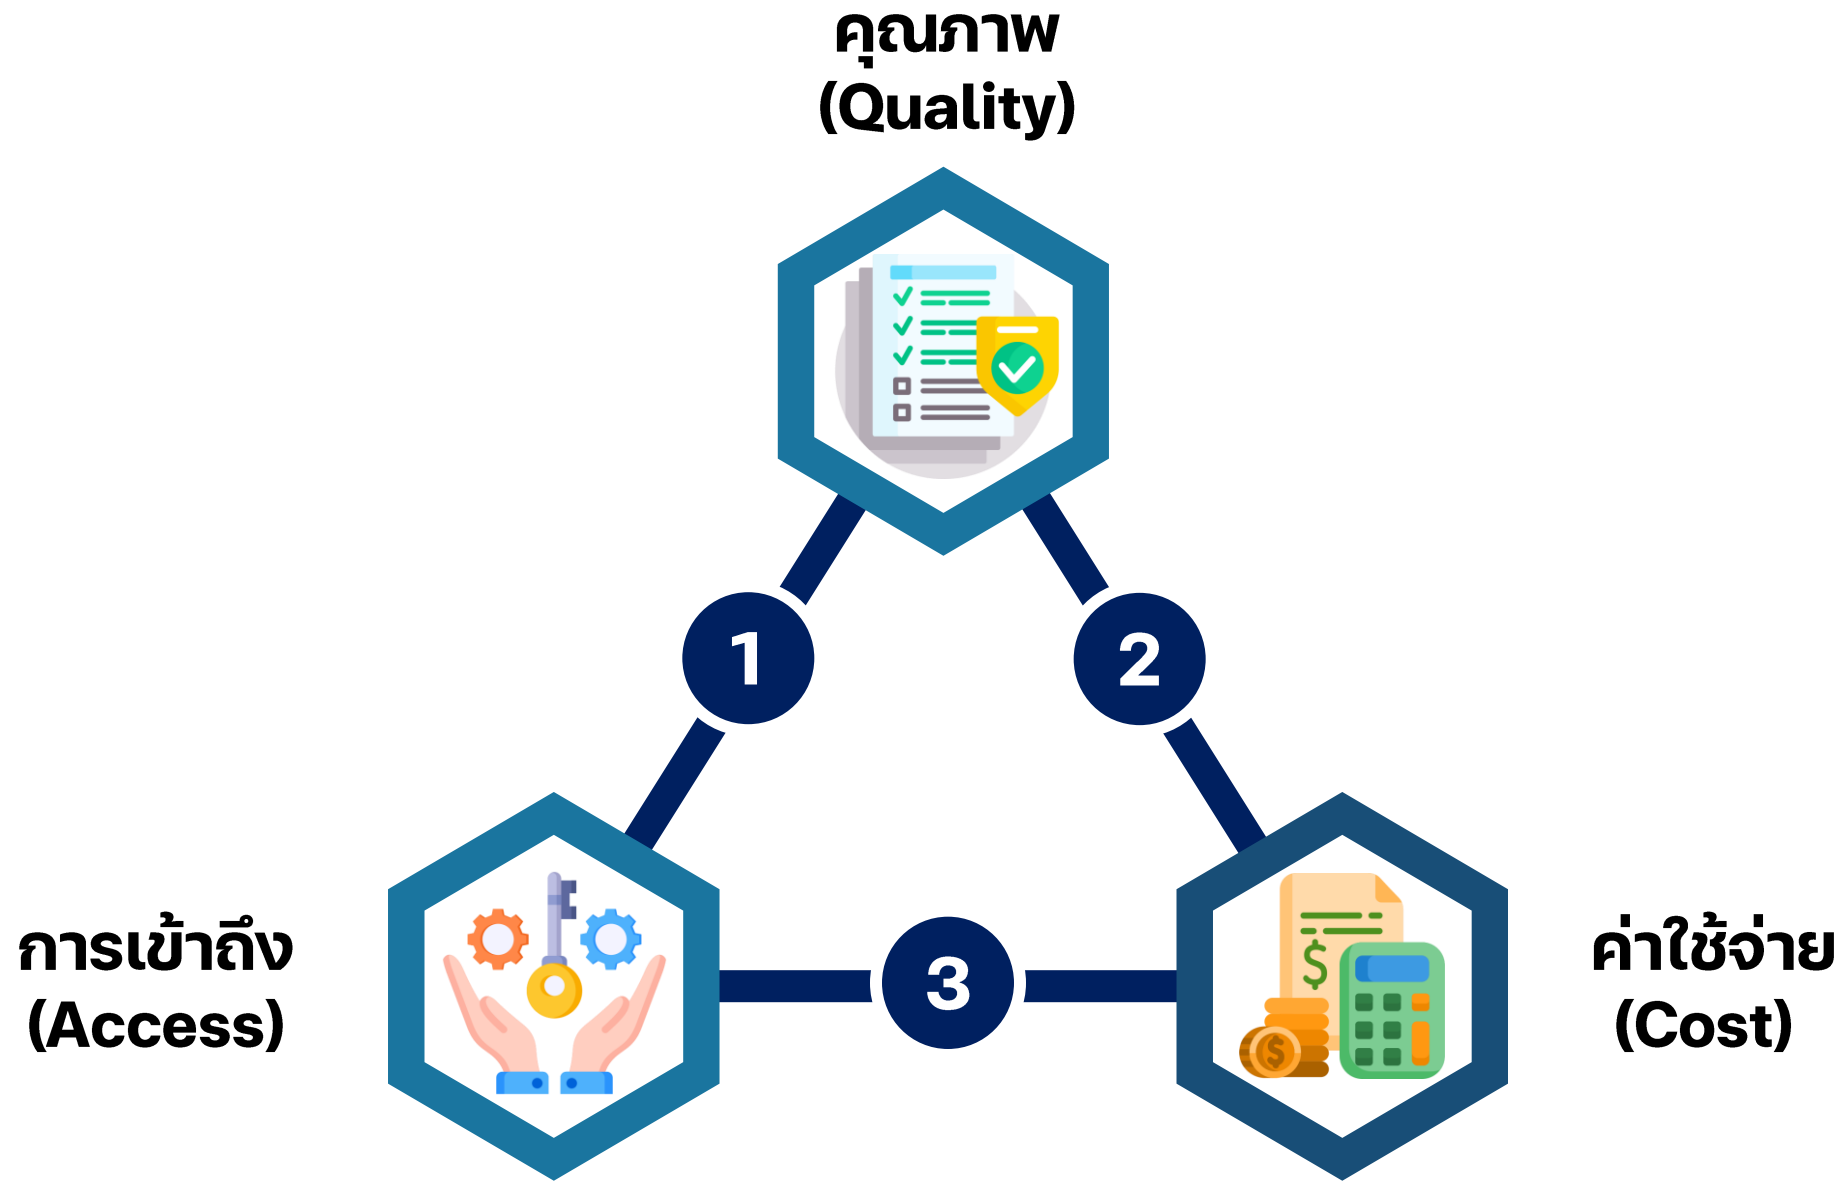 คุณภาพ
(Quality)
1
2
การเข้าถึง
(Access)
3
ค่าใช้จ่าย
(Cost)
$
$